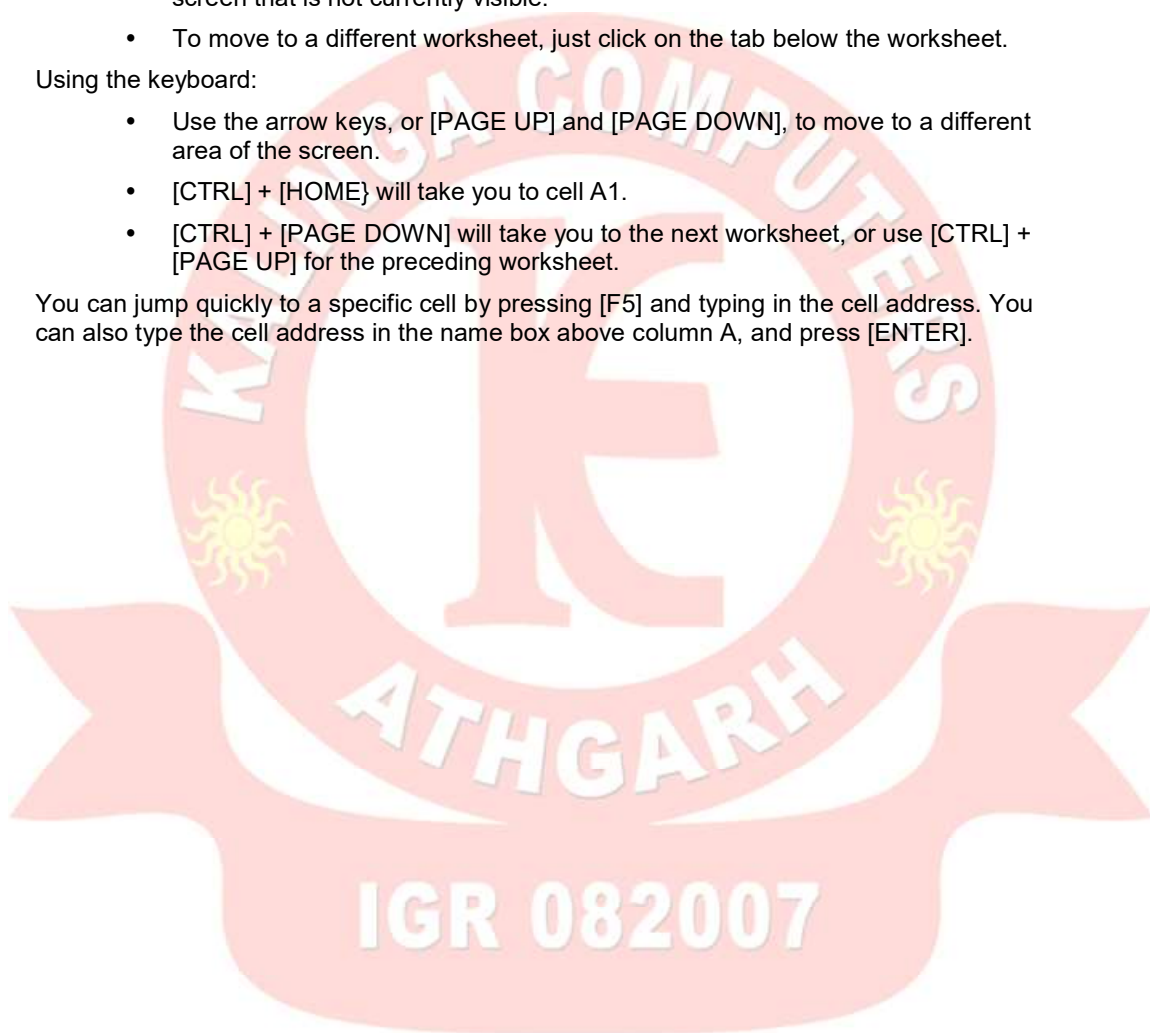 screen that is not currently visible.
• To move to a different worksheet, just click on the tab below the worksheet.
Using the keyboard:
• Use the arrow keys, or [PAGE UP] and [PAGE DOWN], to move to a different
area of the screen.
• [CTRL] + [HOME} will take you to cell A1.
• [CTRL] + [PAGE DOWN] will take you to the next worksheet, or use [CTRL] +
[PAGE UP] for the preceding worksheet.
You can jump quickly to a specific cell by pressing [F5] and typing in the cell address. You
can also type the cell address in the name box above column A, and press [ENTER].
KALINGA COMPUTERS
K
ATHGARH
IGR 082007